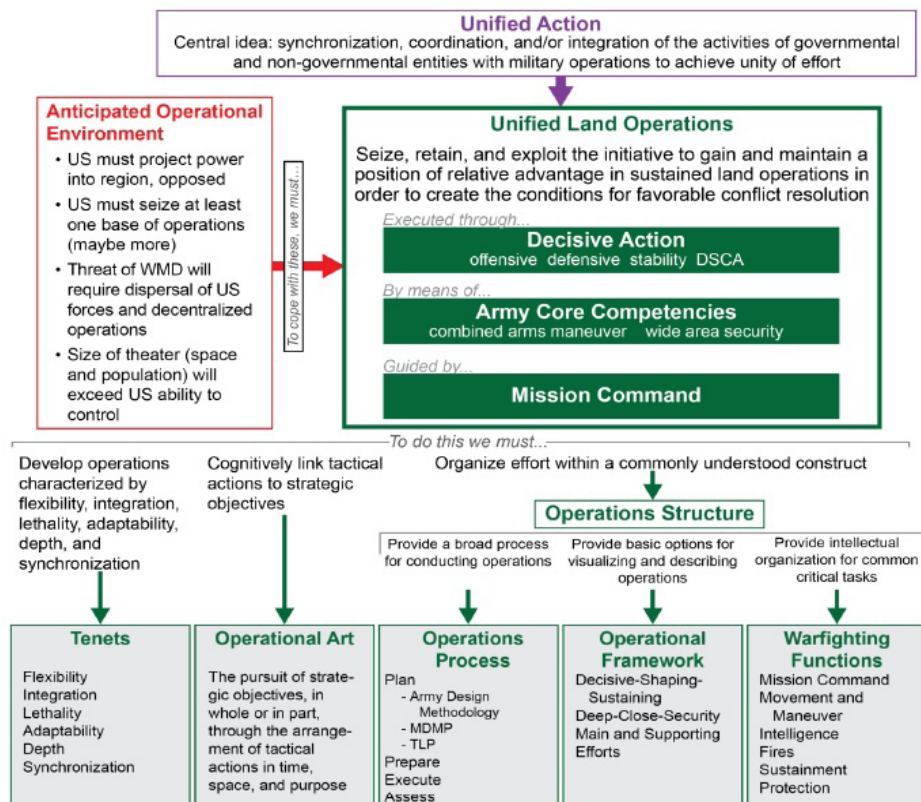 Unified Action
Central idea: synchronization, coordination, and/or integration of the activities of governmental
and non-governmental entities with military operations to achieve unity of effort
Anticipated Operational
Environment
• US must project power
into region, opposed
• US must seize at least
one base of operations
(maybe more)
• Threat of WMD will
require dispersal of US
forces and decentralized
operations
• Size of theater (space
and population) will
exceed US ability to
control
To cope with these, we must...
Unified Land Operations
Seize, retain, and exploit the initiative to gain and maintain a
position of relative advantage in sustained land operations in
order to create the conditions for favorable conflict resolution
Executed through...
Decisive Action
offensive defensive stability DSCA
By means of...
Army Core Competencies
combined arms maneuver wide area security
Guided by...
Mission Command
To do this we must...
Develop operations
characterized by
flexibility, integration,
lethality, adaptability,
depth, and
synchronization
Cognitively link tactical
actions to strategic
objectives
Organize effort within a commonly understood construct
Operations Structure
Provide a broad process
for conducting operations
Provide basic options for
visualizing and describing
operations
Provide intellectual
organization for common
critical tasks
Tenets
Flexibility
Integration
Lethality
Adaptability
Depth
Synchronization
Operational Art
The pursuit of strate-
gic objectives, in
whole or in part,
through the arrange-
ment of tactical
actions in time,
space, and purpose
Operations
Process
Plan
- Army Design
Methodology
- MDMP
- TLP
Prepare
Execute
Assess
Operational
Framework
Decisive-Shaping-
Sustaining
Deep-Close-Security
Main and Supporting
Efforts
Warfighting
Functions
Mission Command
Movement and
Maneuver
Intelligence
Fires
Sustainment
Protection